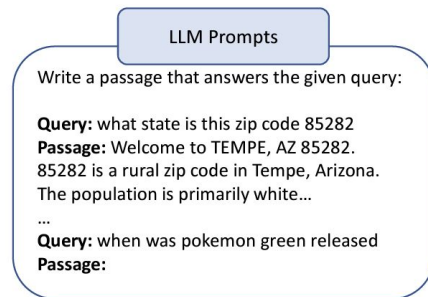 LLM Prompts
Write a passage that answers the given query:
Query: what state is this zip code 85282
Passage: Welcome to TEMPE, AZ 85282.
85282 is a rural zip code in Tempe, Arizona.
The population is primarily white…
…
Query: when was pokemon green released
Passage: